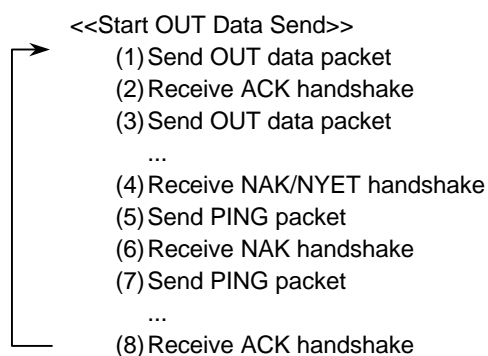 <<Start OUT Data Send>>
(1) Send OUT data packet
(2) Receive ACK handshake
(3) Send OUT data packet
...
(4) Receive NAK/NYET handshake
(5) Send PING packet
(6) Receive NAK handshake
(7) Send PING packet
...
(8) Receive ACK handshake